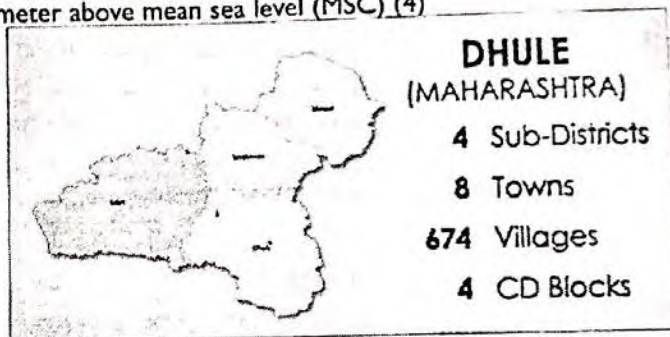 meter above mean sea level (MSC) (4)
DHULE
(MAHARASHTRA)
4 Sub-Districts
8 Towns
674 Villages
4 CD Blocks